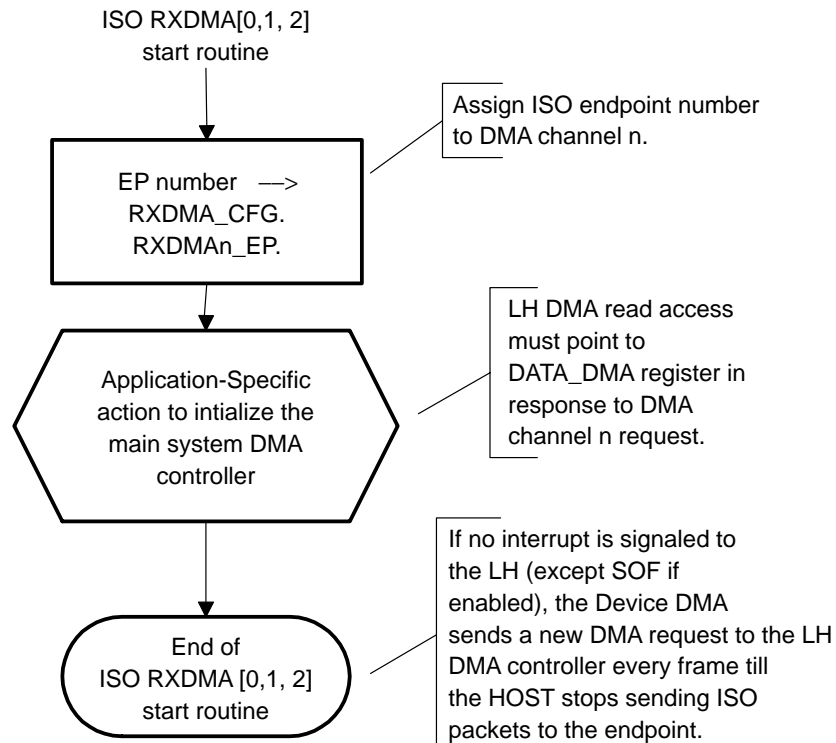 ISO RXDMA[0,1, 2]
start routine
Assign ISO endpoint number
to DMA channel n.
EP number —>
RXDMA_CFG.
RXDMAn_EP.
LH DMA read access
must point to
DATA_DMA register in
response to DMA
channel n request.
Application-Specific
action to intialize the
main system DMA
controller
If no interrupt is signaled to
the LH (except SOF if
enabled), the Device DMA
sends a new DMA request to the LH
DMA controller every frame till
the HOST stops sending ISO
packets to the endpoint.
End of
ISO RXDMA [0,1, 2]
start routine